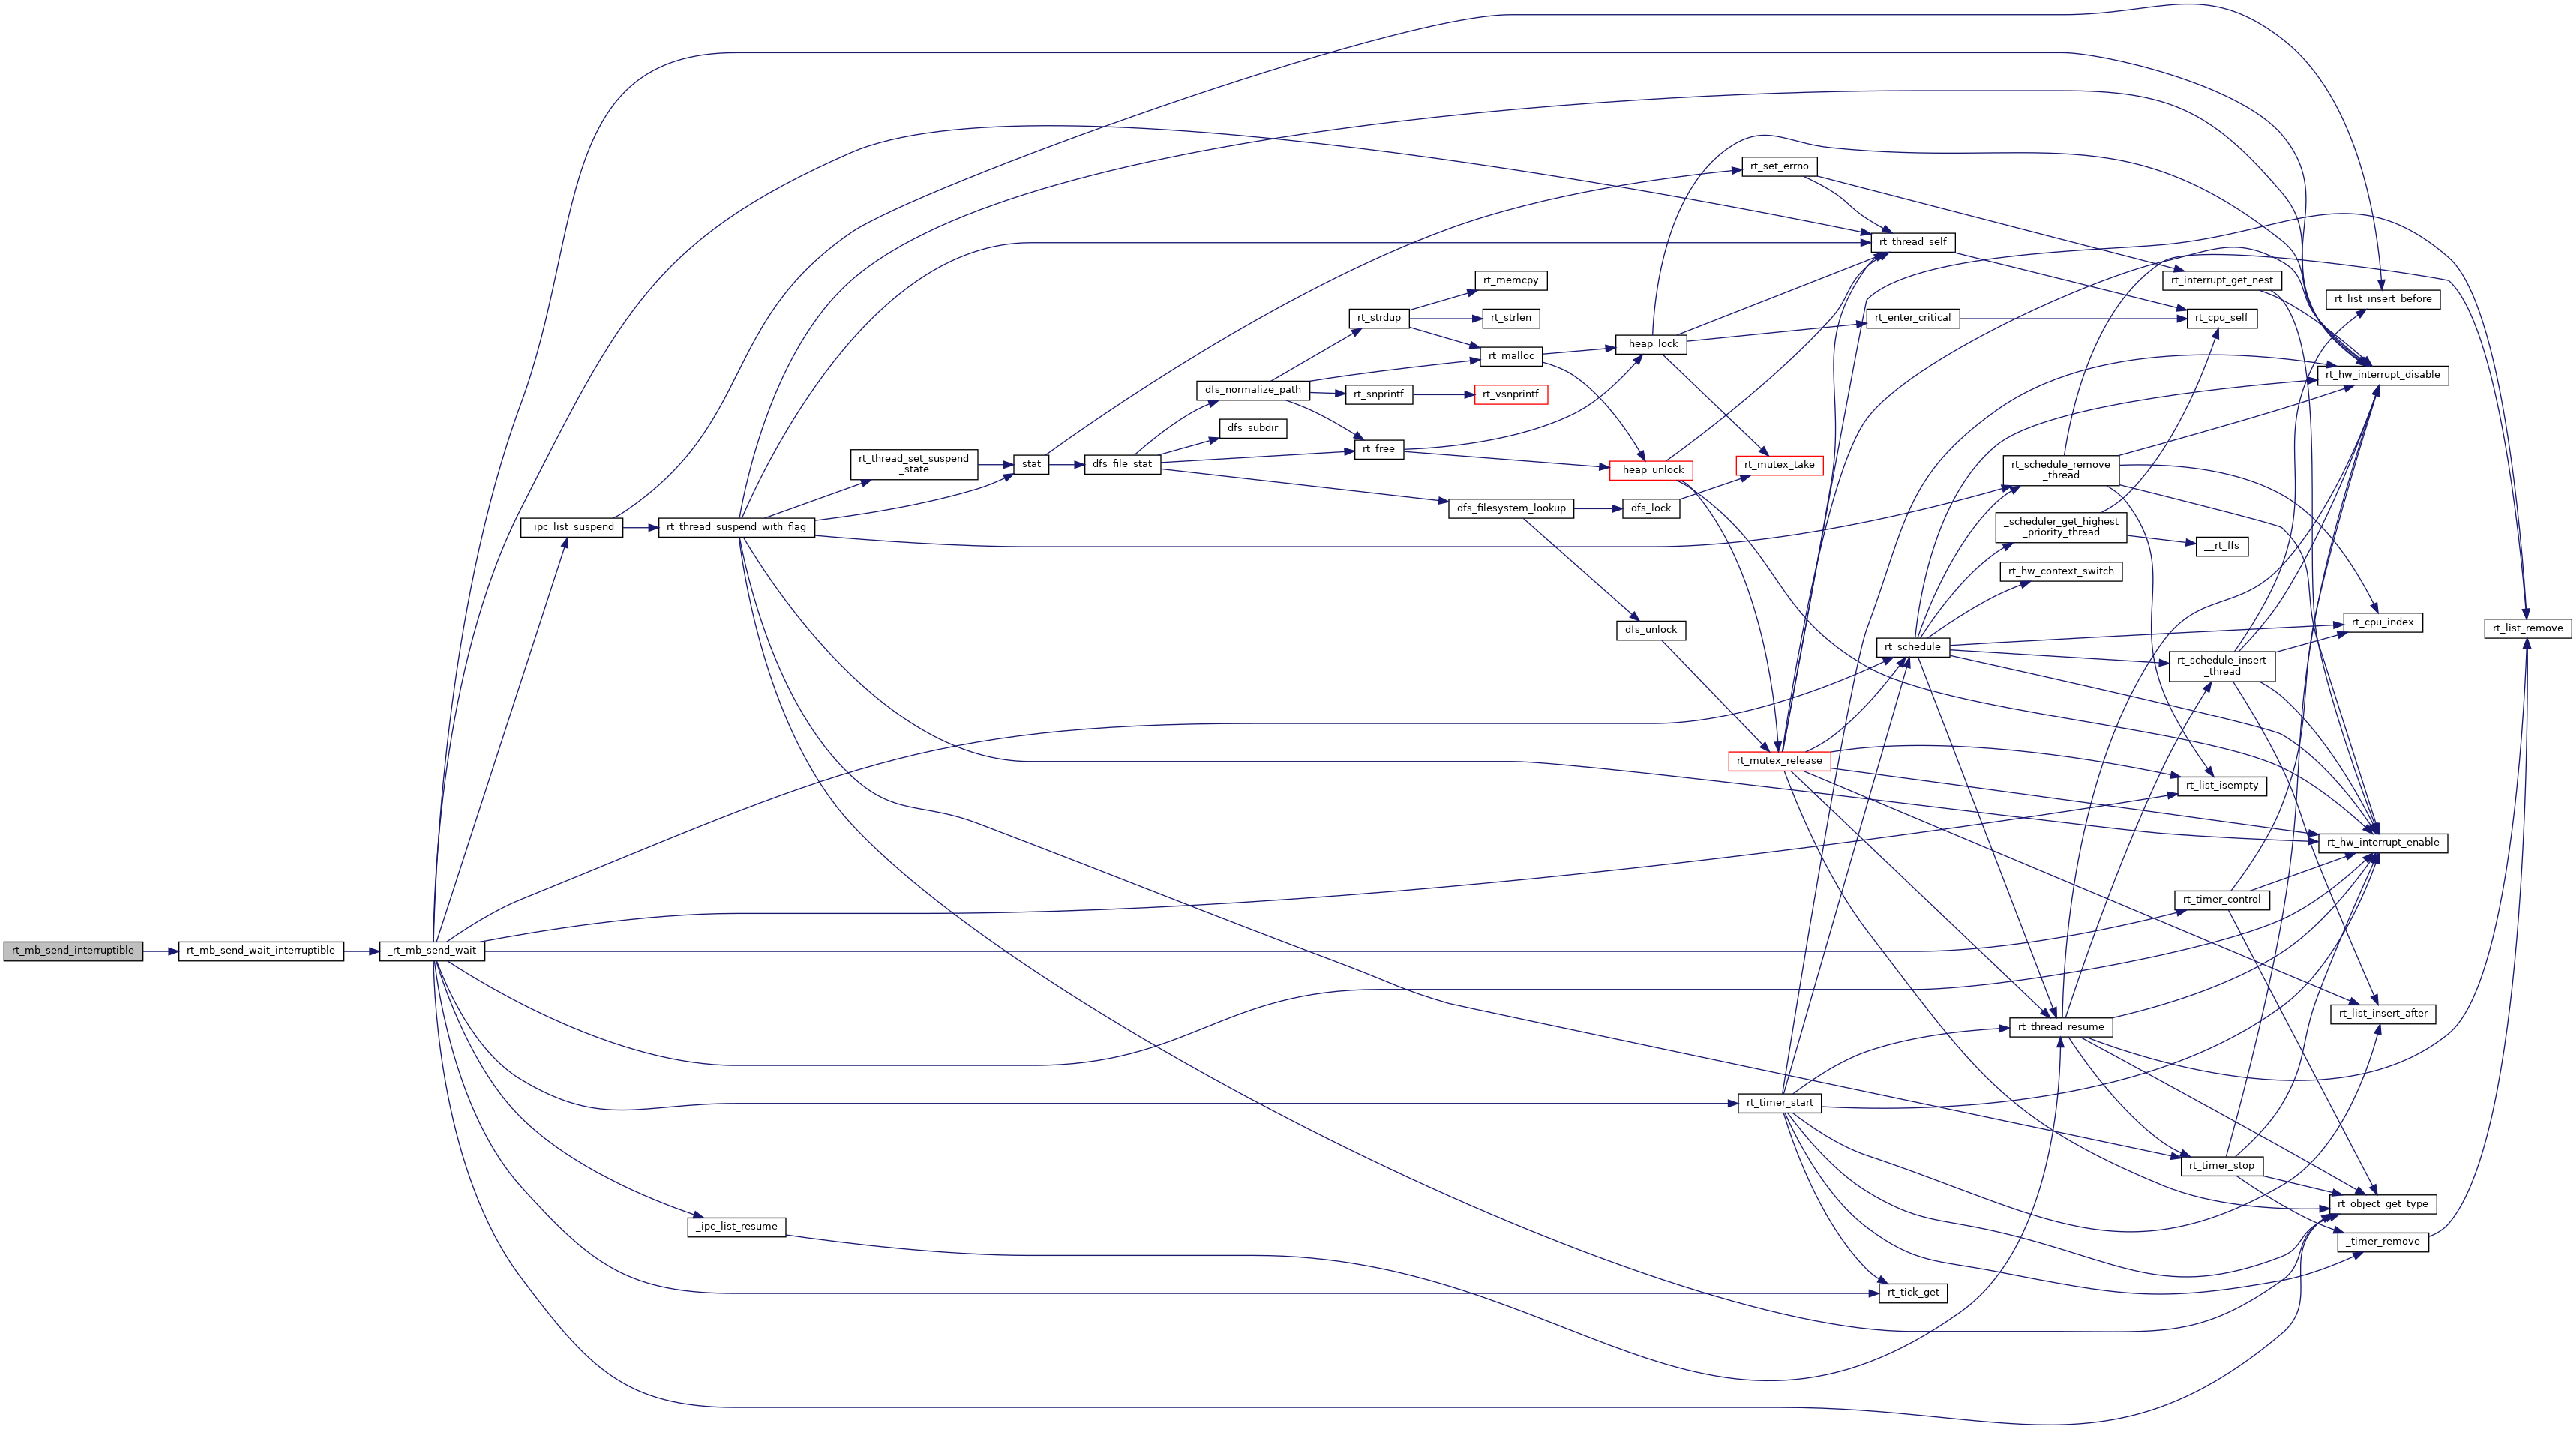 rt_mb_send_interruptible
rt_mb_send_wait_interruptible
_rt_mb_send_wait
_ipc_list_suspend
_ipc_list_resume
rt_thread_suspend_with_flag
rt_thread_set_suspend
_state
stat
dfs_file_stat
dfs_normalize_path
dfs_subdir
rt_strdup
rt_snprintf
rt_free
dfs_filesystem_lookup
rt_memcpy
rt_strlen
rt_malloc
rt_vsnprintf
_heap_lock
_heap_unlock
dfs_lock
dfs_unlock
rt_set_errno
rt_mutex_take
rt_mutex_release
rt_timer_start
rt_thread_self
rt_enter_critical
rt_schedule
rt_tick_get
rt_schedule_remove
_thread
_scheduler_get_highest
_priority_thread
rt_hw_context_switch
rt_thread_resume
rt_interrupt_get_nest
rt_cpu_self
__rt_ffs
rt_schedule_insert
_thread
rt_list_isempty
rt_timer_control
rt_timer_stop
rt_list_insert_before
rt_hw_interrupt_disable
rt_cpu_index
rt_hw_interrupt_enable
rt_list_insert_after
rt_object_get_type
_timer_remove
rt_list_remove